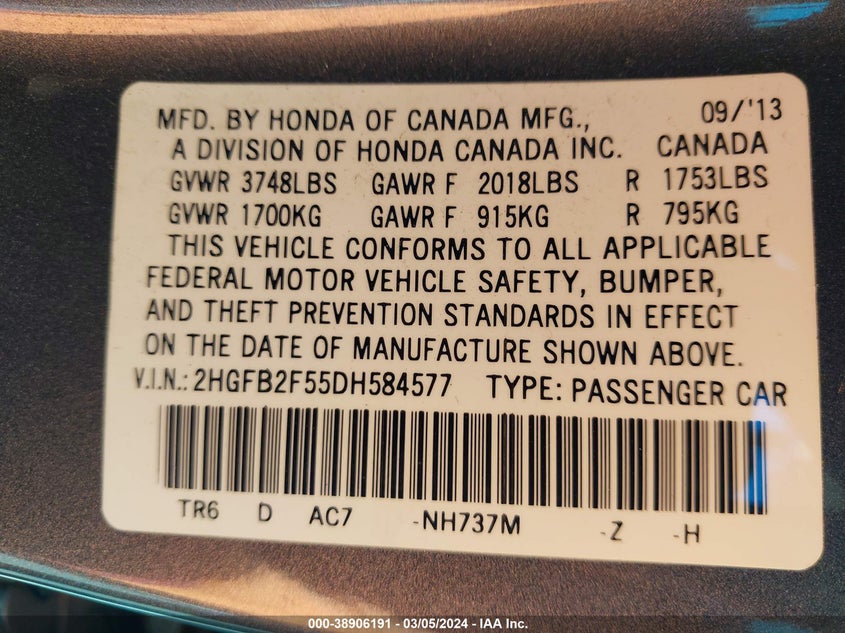 MFD. BY HONDA OF CANADA MFG., 09/'13
A DIVISION OF HONDA CANADA INC. CANADA
GVWR 3748LBS GAWR F 2018LBS R 1753LBS
GVWR 1700KG GAWR F 915KG R 795KG
THIS VEHICLE CONFORMS TO ALL APPLICABLE
FEDERAL MOTOR VEHICLE SAFETY, BUMPER,
AND THEFT PREVENTION STANDARDS IN EFFECT
ON THE DATE OF MANUFACTURE SHOWN ABOVE.
V.I.N.: 2HGFB2F55DH584577 TYPE: PASSENGER CAR
TR6 D AC7 -NH737M -Z -H
000-38906191 - 03/05/2024 - IAA Inc.